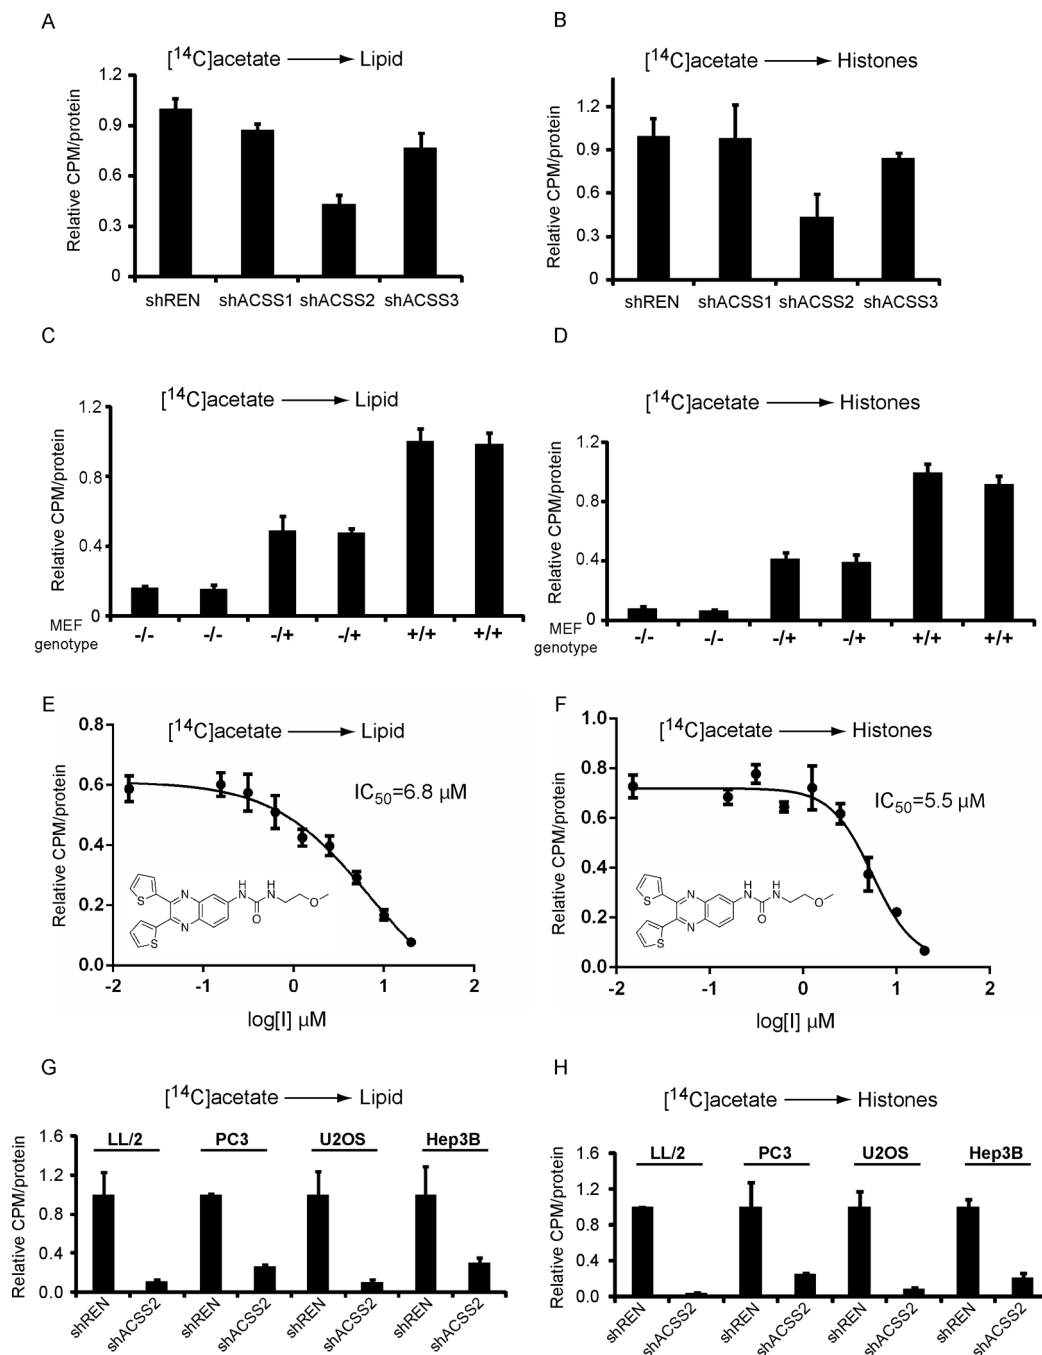 A
[14C]acetate → Lipid
Relative CPM/protein
1.2
0.9
0.6
0.3
0
shREN shACSS1 shACSS2 shACSS3
B
[14C]acetate → Histones
Relative CPM/protein
1.2
0.9
0.6
0.3
0
shREN shACSS1 shACSS2 shACSS3
C
[14C]acetate → Lipid
Relative CPM/protein
1.2
0.8
0.4
0
MEF genotype
-/- -/- -/+ -/+ +/+ +/+
D
[14C]acetate → Histones
Relative CPM/protein
1.2
0.8
0.4
0
MEF genotype
-/- -/- -/+ -/+ +/+ +/+
E
[14C]acetate → Lipid
IC50=6.8 µM
Relative CPM/protein
0.8
0.6
0.4
0.2
0.0
S
S
N
N
H
N
O
H
N
O
-2 -1 0 1 2
log[I] µM
F
[14C]acetate → Histones
IC50=5.5 µM
Relative CPM/protein
1.0
0.8
0.6
0.4
0.2
0.0
S
S
N
N
H
N
O
H
N
O
-2 -1 0 1 2
log[I] µM
G
[14C]acetate → Lipid
Relative CPM/protein
1.6
1.2
0.8
0.4
0.0
LL/2 PC3 U2OS Hep3B
shREN shACSS2 shREN shACSS2 shREN shACSS2 shREN shACSS2
H
[14C]acetate → Histones
Relative CPM/protein
1.6
1.2
0.8
0.4
0.0
LL/2 PC3 U2OS Hep3B
shREN shACSS2 shREN shACSS2 shREN shACSS2 shREN shACSS2